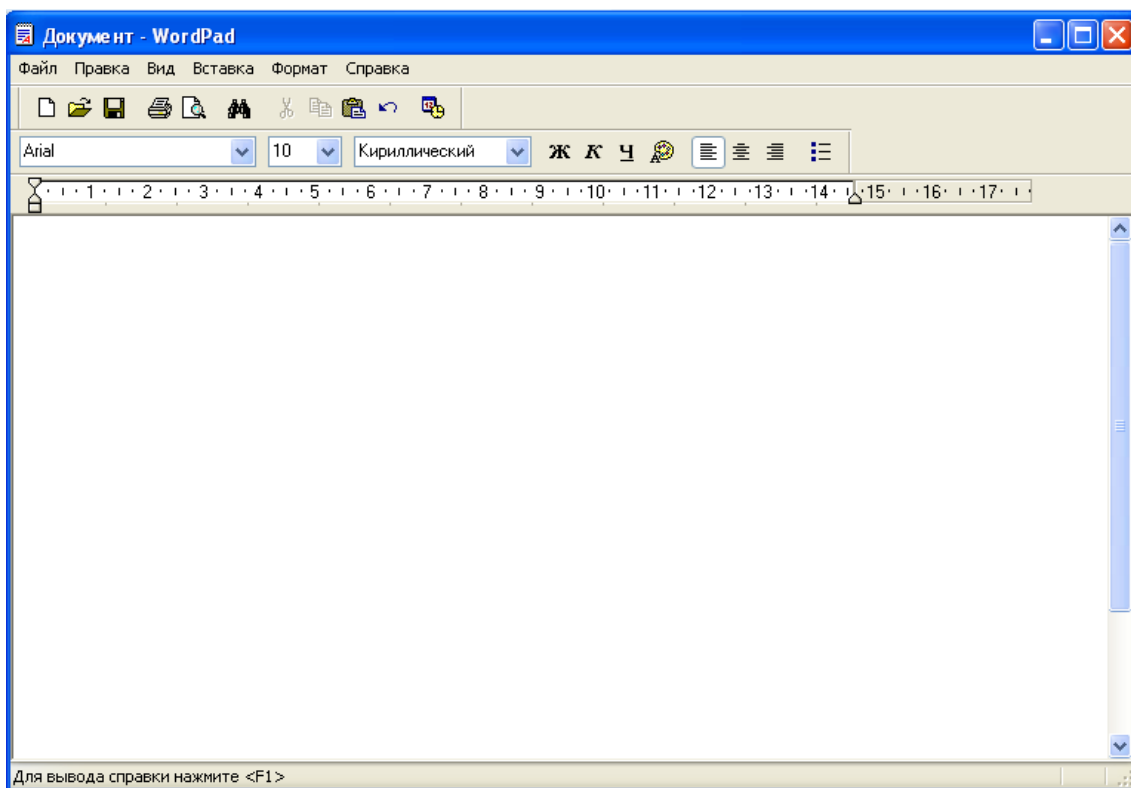 Документ - WordPad
Файл Правка Вид Вставка Формат Справка
Arial 10 Кириллический Ж К Ч
1 2 3 4 5 6 7 8 9 10 11 12 13 14 15 16 17
Для вывода справки нажмите <F1>